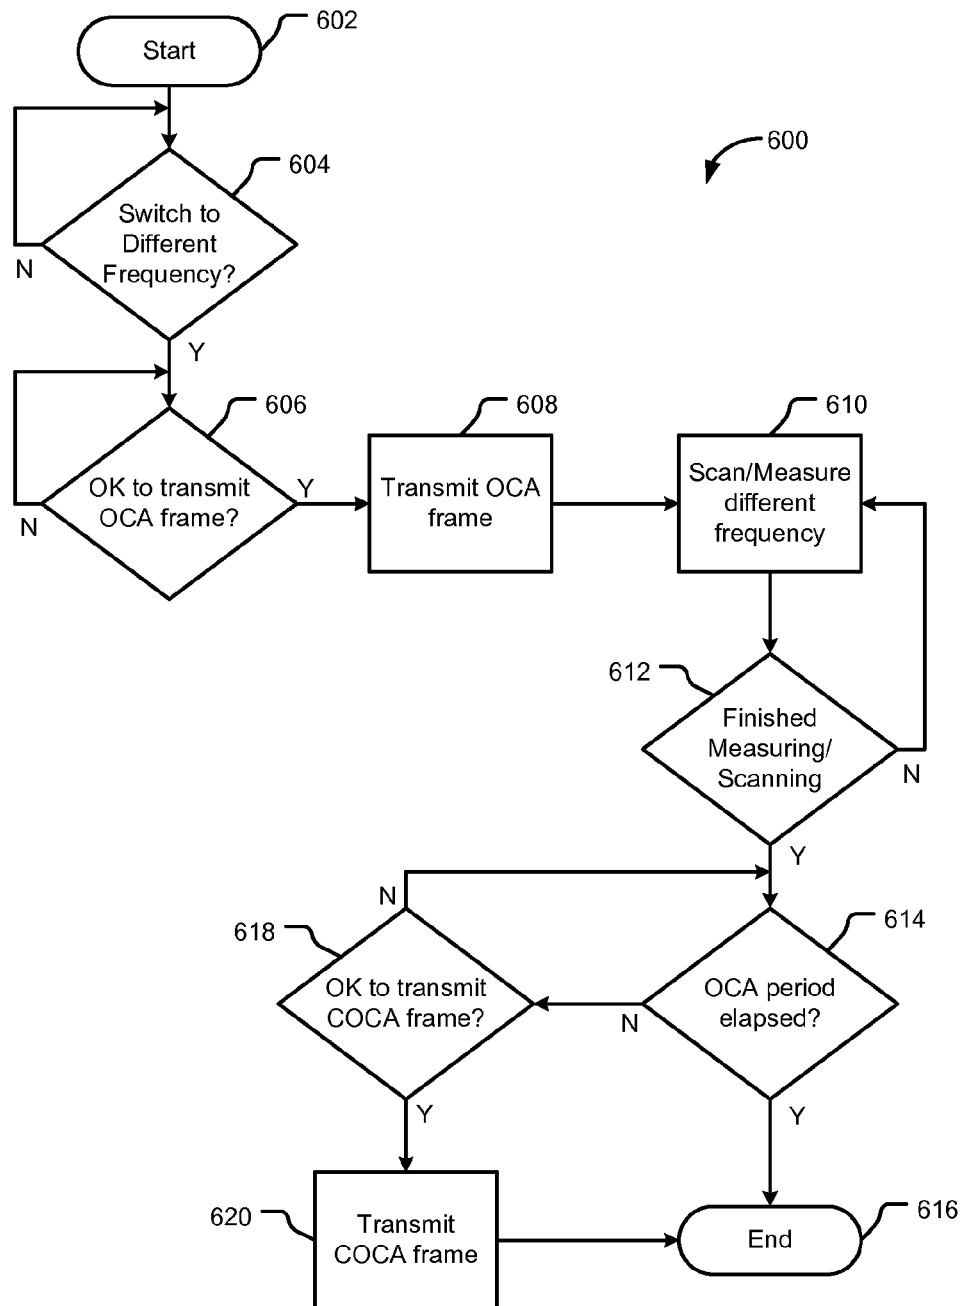 602
Start
600
604
Switch to
Different
Frequency?
N
Y
606
OK to transmit
OCA frame?
N
Y
608
Transmit OCA
frame
610
Scan/Measure
different
frequency
612
Finished
Measuring/
Scanning
N
Y
614
OCA period
elapsed?
N
Y
618
N
OK to transmit
COCA frame?
Y
620
Transmit
COCA frame
616
End